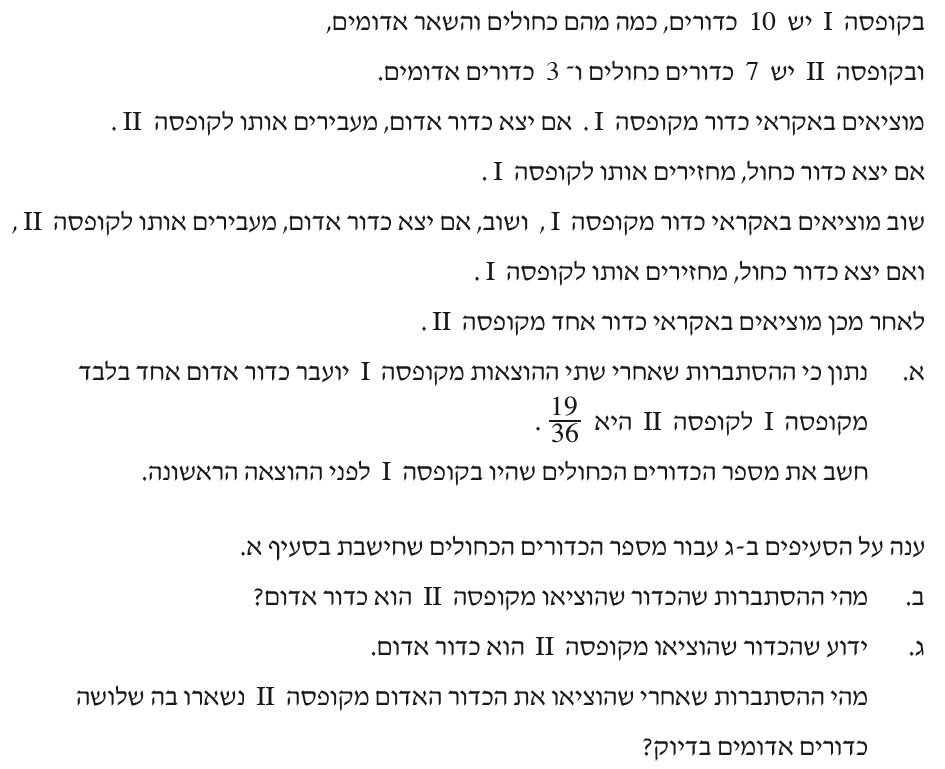 בקופסה I יש 10 כדורים, כמה מהם כחולים והשאר אדומים,
ובקופסה II יש 7 כדורים כחולים ו־ 3 כדורים אדומים.
מוציאים באקראי כדור מקופסה I. אם יצא כדור אדום, מעבירים אותו לקופסה II.
אם יצא כדור כחול, מחזירים אותו לקופסה I.
שוב מוציאים באקראי כדור מקופסה I, ושוב, אם יצא כדור אדום, מעבירים אותו לקופסה II,
ואם יצא כדור כחול, מחזירים אותו לקופסה I.
לאחר מכן מוציאים באקראי כדור אחד מקופסה II.
א. נתון כי ההסתברות שאחרי שתי ההוצאות מקופסה I יועבר כדור אדום אחד בלבד
מקופסה I לקופסה II היא 19/36.
חשב את מספר הכדורים הכחולים שהיו בקופסה I לפני ההוצאה הראשונה.
ענה על הסעיפים ב-ג עבור מספר הכדורים הכחולים שחישבת בסעיף א.
ב. מהי ההסתברות שהכדור שהוציאו מקופסה II הוא כדור אדום?
ג. ידוע שהכדור שהוציאו מקופסה II הוא כדור אדום.
מהי ההסתברות שאחרי שהוציאו את הכדור האדום מקופסה II נשארו בה שלושה
כדורים אדומים בדיוק?